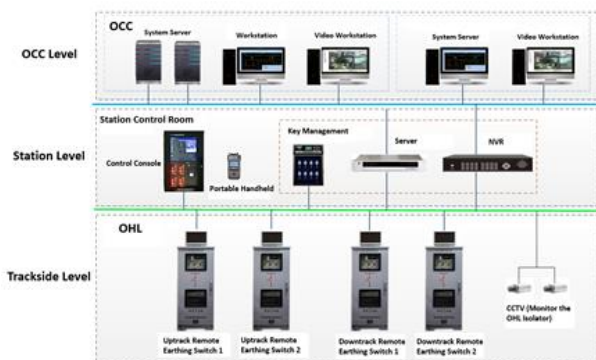 OCC
System Server
Workstation
Video Workstation
System Server
Video Workstation
OCC Level
Station Control Room
Key Management
Server
NVR
Station Level
Control Console
Portable Handheld
OHL
Trackside Level
Uptrack Remote
Earthing Switch 1
Uptrack Remote
Earthing Switch 2
Downtrack Remote
Earthing Switch 1
Downtrack Remote
Earthing Switch 2
CCTV (Monitor the
OHL Isolator)